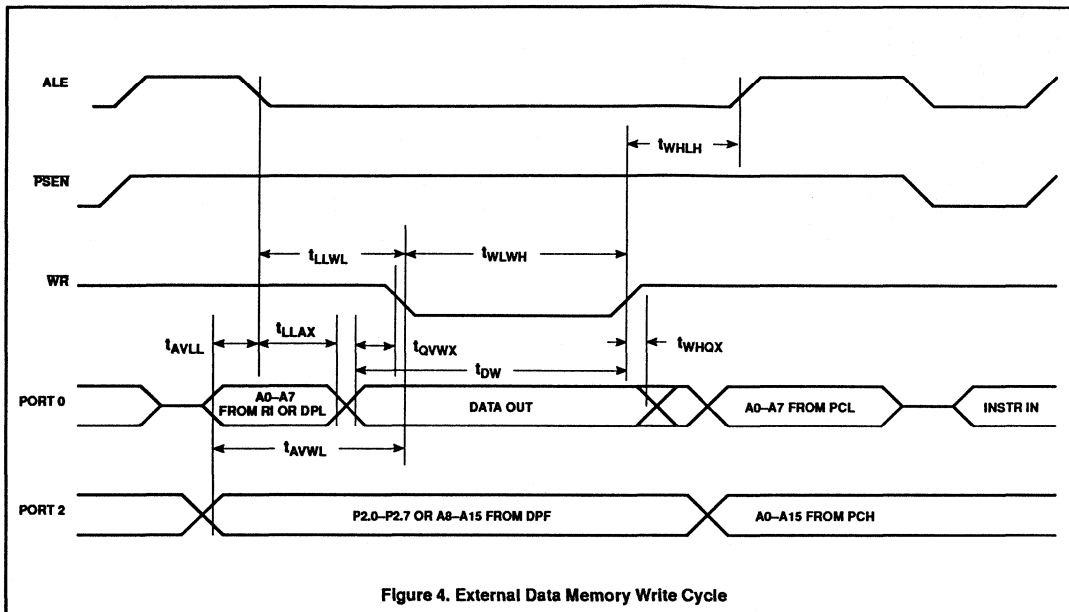 ALE
tWHLH
PSEN
tLLWL
tWLWH
WR
tAVLL
tLLAX
tQVWX
tWHQX
tDW
PORT 0
A0–A7
FROM RI OR DPL
DATA OUT
A0–A7 FROM PCL
INSTR IN
tAVWL
PORT 2
P2.0–P2.7 OR A8–A15 FROM DPF
A0–A15 FROM PCH
Figure 4. External Data Memory Write Cycle